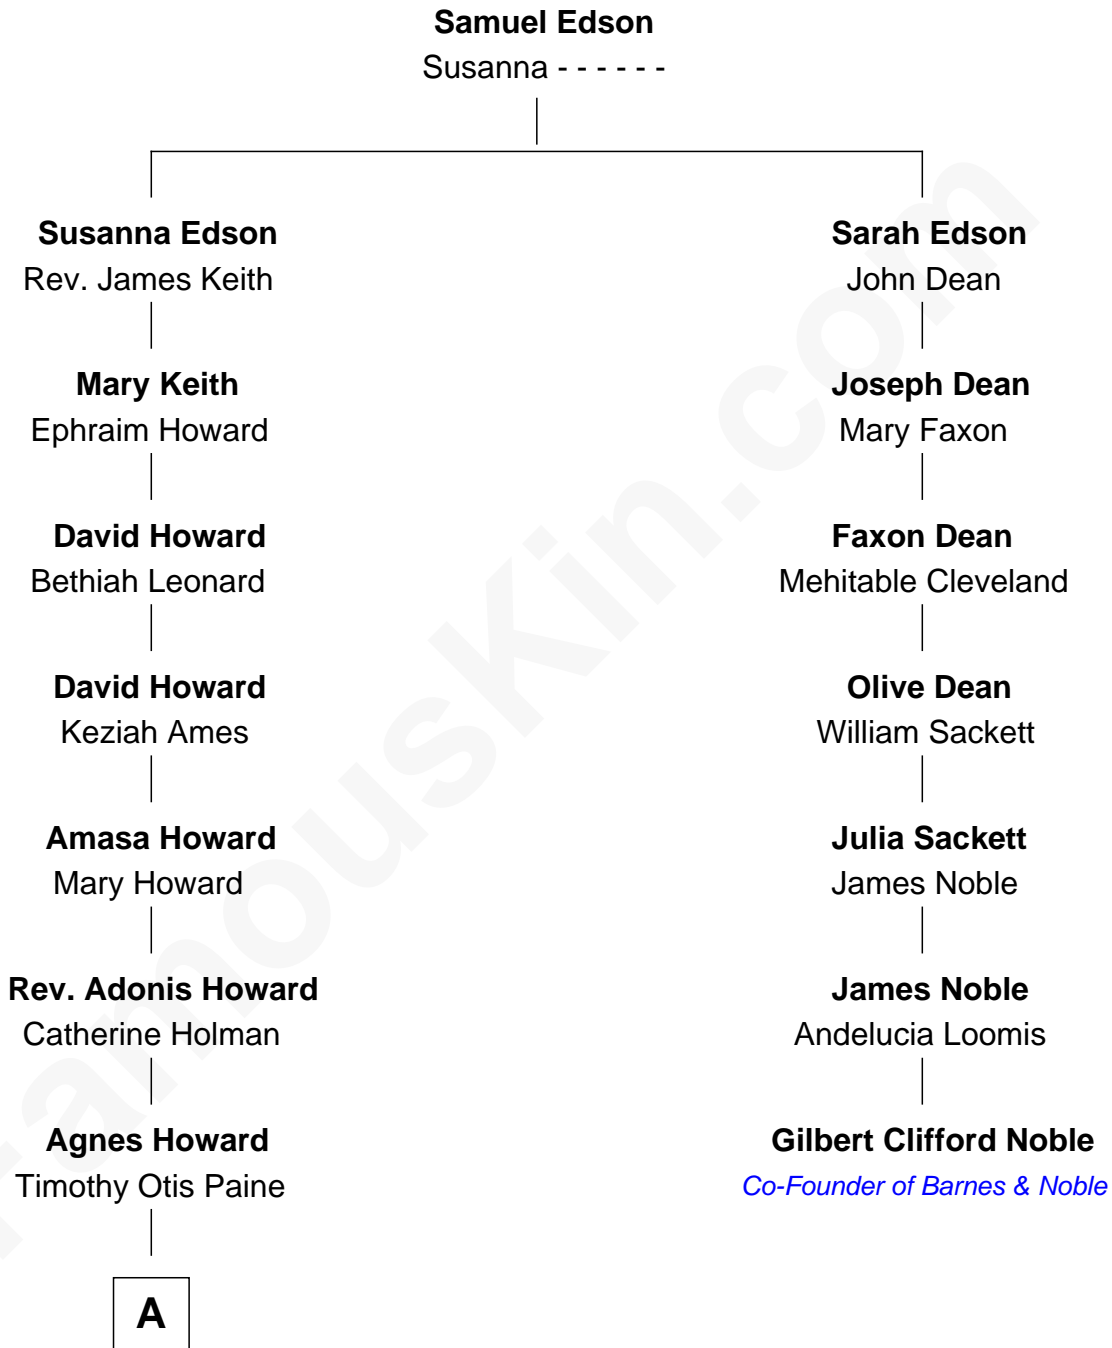 Samuel Edson
Susanna - - - - - -
Susanna Edson
Rev. James Keith
Sarah Edson
John Dean
Mary Keith
Ephraim Howard
Joseph Dean
Mary Faxon
David Howard
Bethiah Leonard
Faxon Dean
Mehitable Cleveland
David Howard
Keziah Ames
Olive Dean
William Sackett
Amasa Howard
Mary Howard
Julia Sackett
James Noble
Rev. Adonis Howard
Catherine Holman
James Noble
Andelucia Loomis
Agnes Howard
Timothy Otis Paine
Gilbert Clifford Noble
Co-Founder of Barnes & Noble
A
FamousKin.com